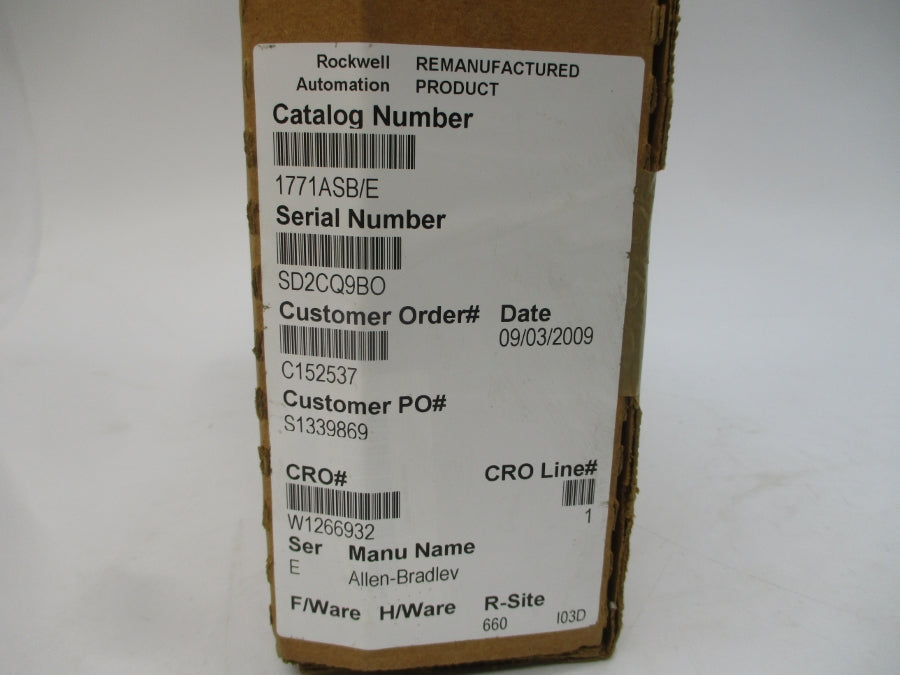 Rockwell Automation REMANUFACTURED PRODUCT
Catalog Number
1771ASB/E
Serial Number
SD2CQ9BO
Customer Order# Date
09/03/2009
C152537
Customer PO#
S1339869
CRO# CRO Line#
W1266932 1
Ser Manu Name
E Allen-Bradley
F/Ware H/Ware R-Site
660 I03D